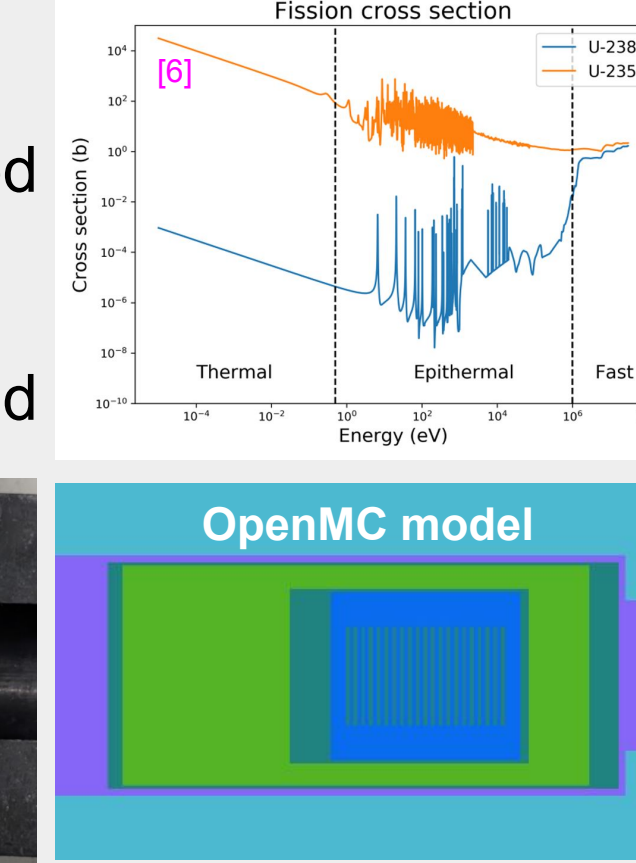 Fission cross section
U-238
U-235
[6]
Cross section (b)
10⁴
10²
10⁰
10⁻²
10⁻⁴
10⁻⁶
10⁻⁸
10⁻¹⁰
Thermal
Epithermal
Fast
10⁻⁴
10⁻²
10⁰
10²
10⁴
10⁶
Energy (eV)
d
d
OpenMC model